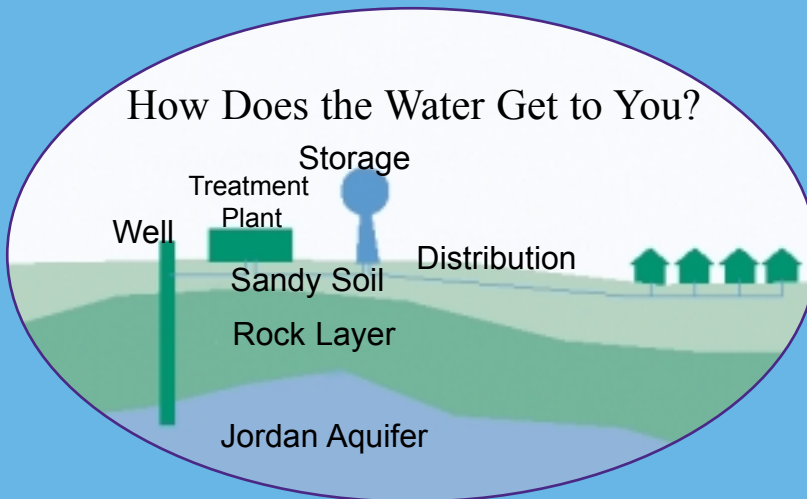 How Does the Water Get to You?
Storage
Treatment
Plant
Well
Distribution
Sandy Soil
Rock Layer
Jordan Aquifer